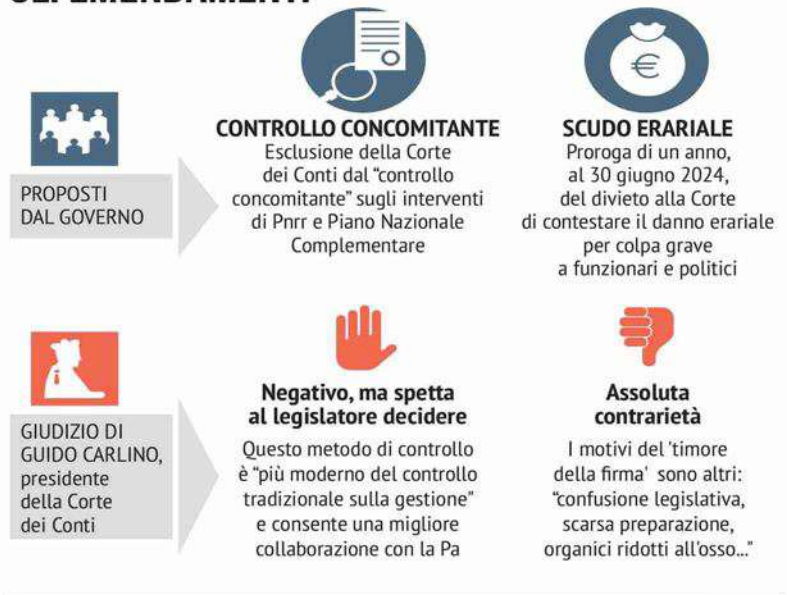 PROPOSTI
DAL GOVERNO
CONTROLLO CONCOMITANTE
Esclusione della Corte
dei Conti dal “controllo
concomitante” sugli interventi
di Pnrr e Piano Nazionale
Complementare
€
SCUDO ERARIALE
Proroga di un anno,
al 30 giugno 2024,
del divieto alla Corte
di contestare il danno erariale
per colpa grave
a funzionari e politici
GIUDIZIO DI
GUIDO CARLINO,
presidente
della Corte
dei Conti
Negativo, ma spetta
al legislatore decidere
Questo metodo di controllo
è “più moderno del controllo
tradizionale sulla gestione"
e consente una migliore
collaborazione con la Pa
Assoluta
contrarietà
I motivi del 'timore
della firma' sono altri:
“confusione legislativa,
scarsa preparazione,
organici ridotti all'osso..."